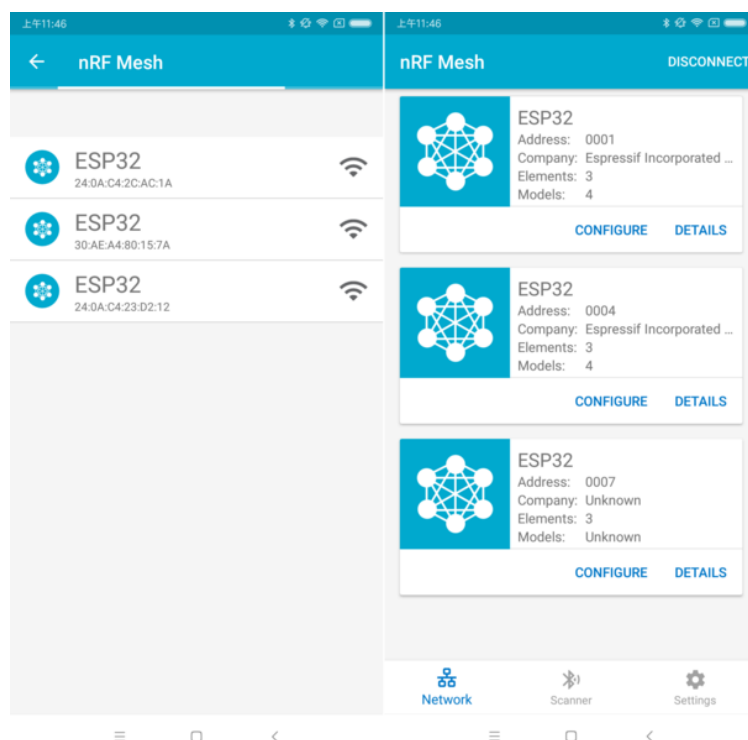 上午11:46
nRF Mesh
ESP32
24:0A:C4:2C:AC:1A
ESP32
30:AE:A4:80:15:7A
ESP32
24:0A:C4:23:D2:12
上午11:46
nRF Mesh DISCONNECT
ESP32
Address: 0001
Company: Espressif Incorporated ...
Elements: 3
Models: 4
CONFIGURE DETAILS
ESP32
Address: 0004
Company: Espressif Incorporated ...
Elements: 3
Models: 4
CONFIGURE DETAILS
ESP32
Address: 0007
Company: Unknown
Elements: 3
Models: Unknown
CONFIGURE DETAILS
Network Scanner Settings